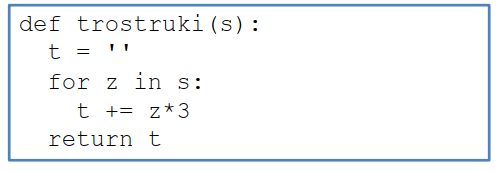 def trostruki(s):
  t = ''
  for z in s:
    t += z*3
  return t